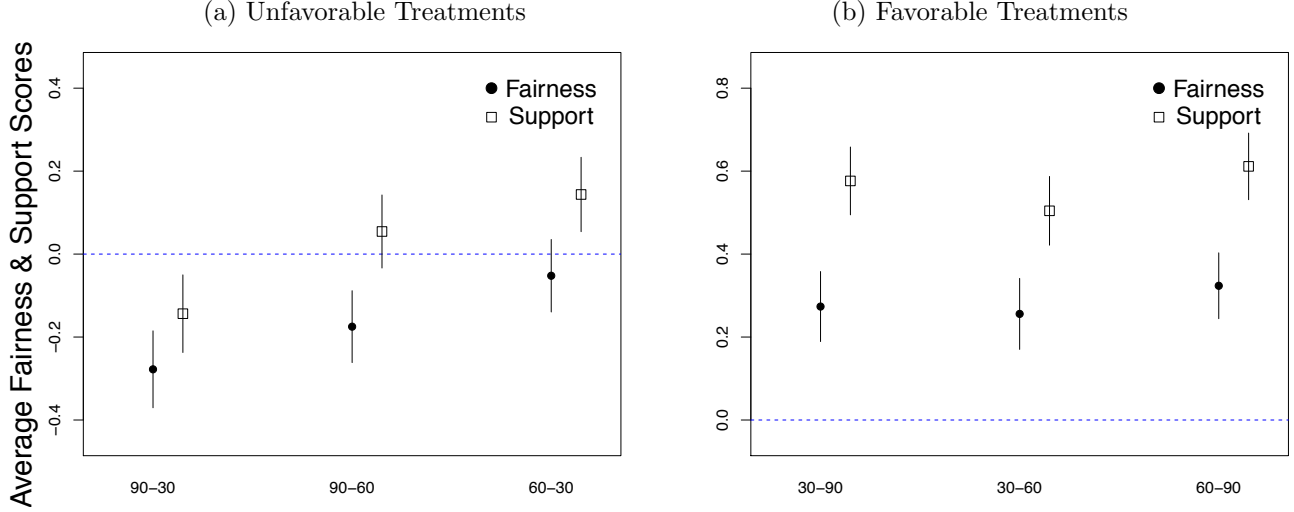 (a) Unfavorable Treatments
Average Fairness & Support Scores
0.4
0.2
0.0
−0.2
−0.4
Fairness
Support
90−30
90−60
60−30
(b) Favorable Treatments
0.8
0.6
0.4
0.2
0.0
Fairness
Support
30−90
30−60
60−90